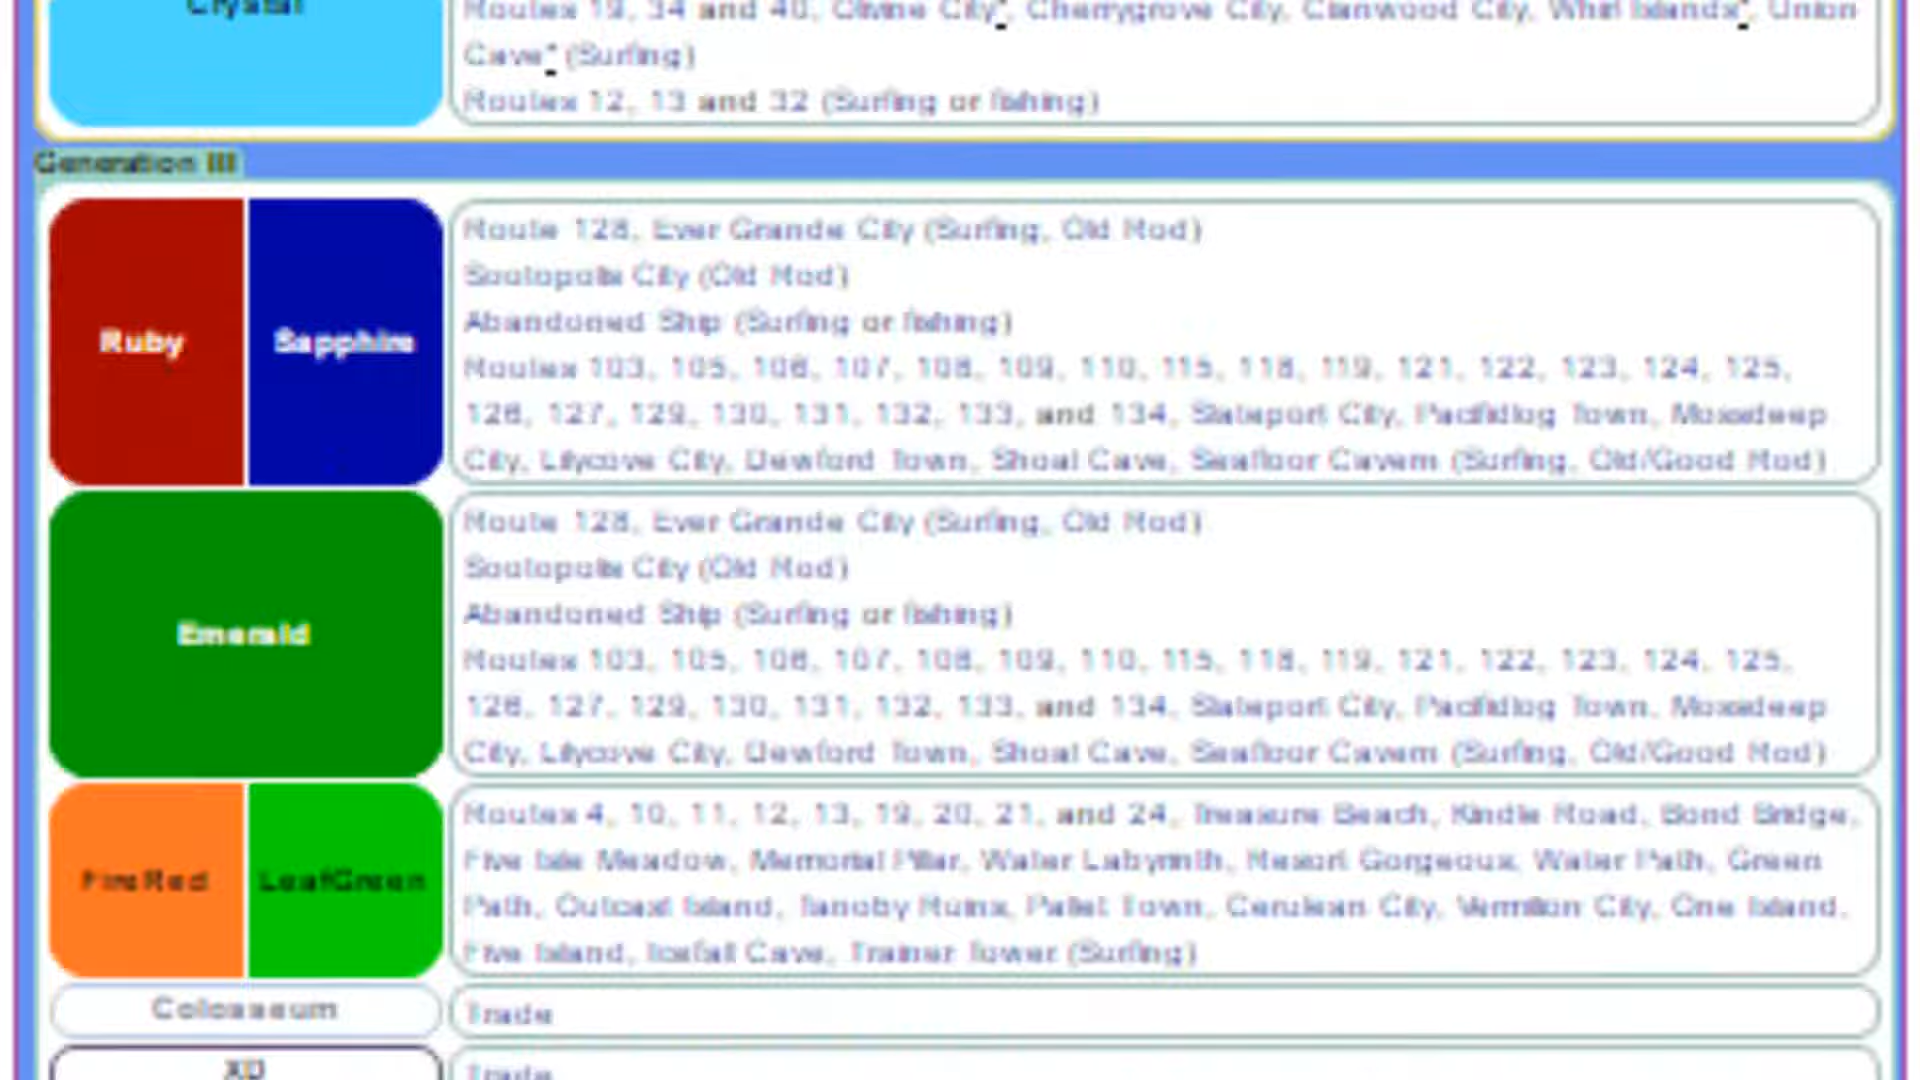 Crystal
Routes 19, 34 and 40, Olivine City*, Cherrygrove City, Cianwood City, Whirl Islands*, Union
Cave* (Surfing)
Routes 12, 13 and 32 (Surfing or fishing)
Generation III
Ruby
Sapphire
Route 128, Ever Grande City (Surfing, Old Rod)
Sootopolis City (Old Rod)
Abandoned Ship (Surfing or fishing)
Routes 103, 105, 106, 107, 108, 109, 110, 115, 118, 119, 121, 122, 123, 124, 125,
126, 127, 129, 130, 131, 132, 133, and 134, Slateport City, Pacifidlog Town, Mossdeep
City, Lilycove City, Dewford Town, Shoal Cave, Seafloor Cavern (Surfing, Old/Good Rod)
Emerald
Route 128, Ever Grande City (Surfing, Old Rod)
Sootopolis City (Old Rod)
Abandoned Ship (Surfing or fishing)
Routes 103, 105, 106, 107, 108, 109, 110, 115, 118, 119, 121, 122, 123, 124, 125,
126, 127, 129, 130, 131, 132, 133, and 134, Slateport City, Pacifidlog Town, Mossdeep
City, Lilycove City, Dewford Town, Shoal Cave, Seafloor Cavern (Surfing, Old/Good Rod)
FireRed
LeafGreen
Routes 4, 10, 11, 12, 13, 19, 20, 21, and 24, Treasure Beach, Kindle Road, Bond Bridge,
Five Isle Meadow, Memorial Pillar, Water Labyrinth, Resort Gorgeous, Water Path, Green
Path, Outcast Island, Tanoby Ruins, Pallet Town, Cerulean City, Vermilion City, One Island,
Five Island, Icefall Cave, Trainer Tower (Surfing)
Colosseum
Trade
XD
Trade